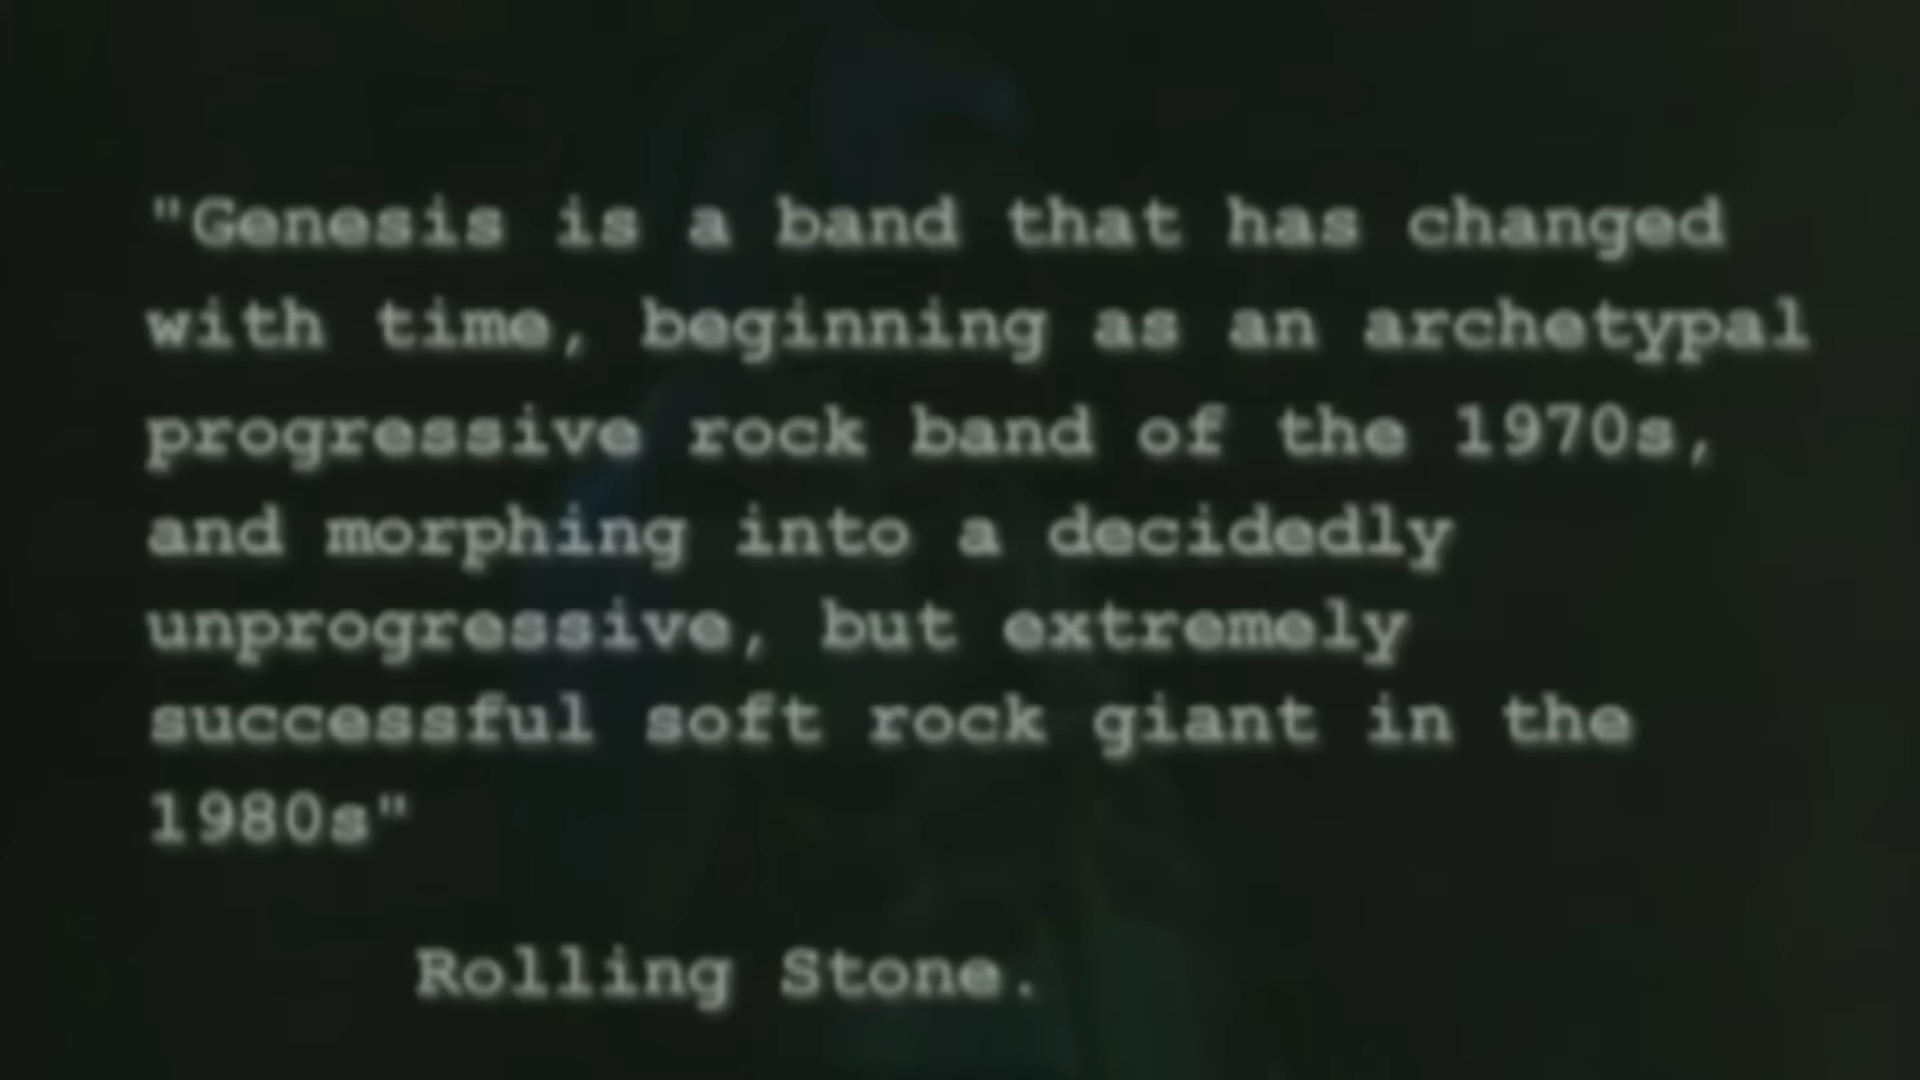 "Genesis is a band that has changed
with time, beginning as an archetypal
progressive rock band of the 1970s,
and morphing into a decidedly
unprogressive, but extremely
successful soft rock giant in the
1980s"
Rolling Stone.